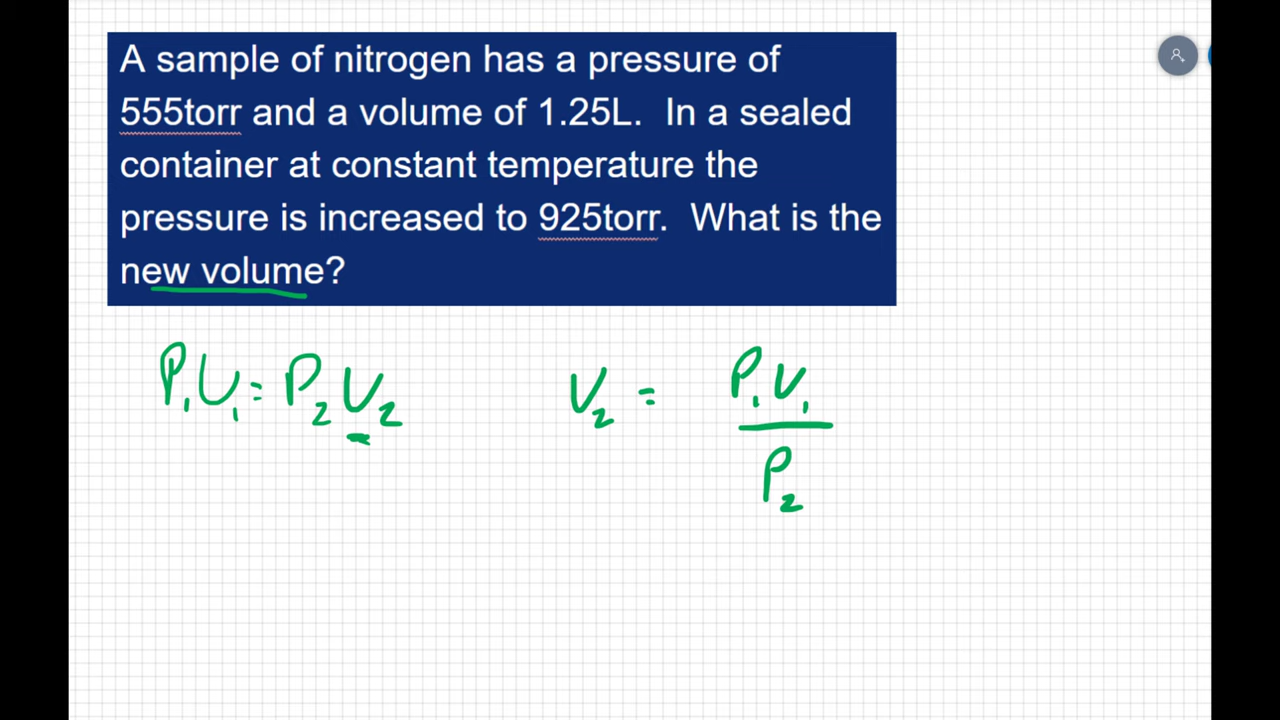 A sample of nitrogen has a pressure of
555torr and a volume of 1.25L. In a sealed
container at constant temperature the
pressure is increased to 925torr. What is the
new volume?
P₁V₁ = P₂V₂
V₂ = P₁V₁
P₂